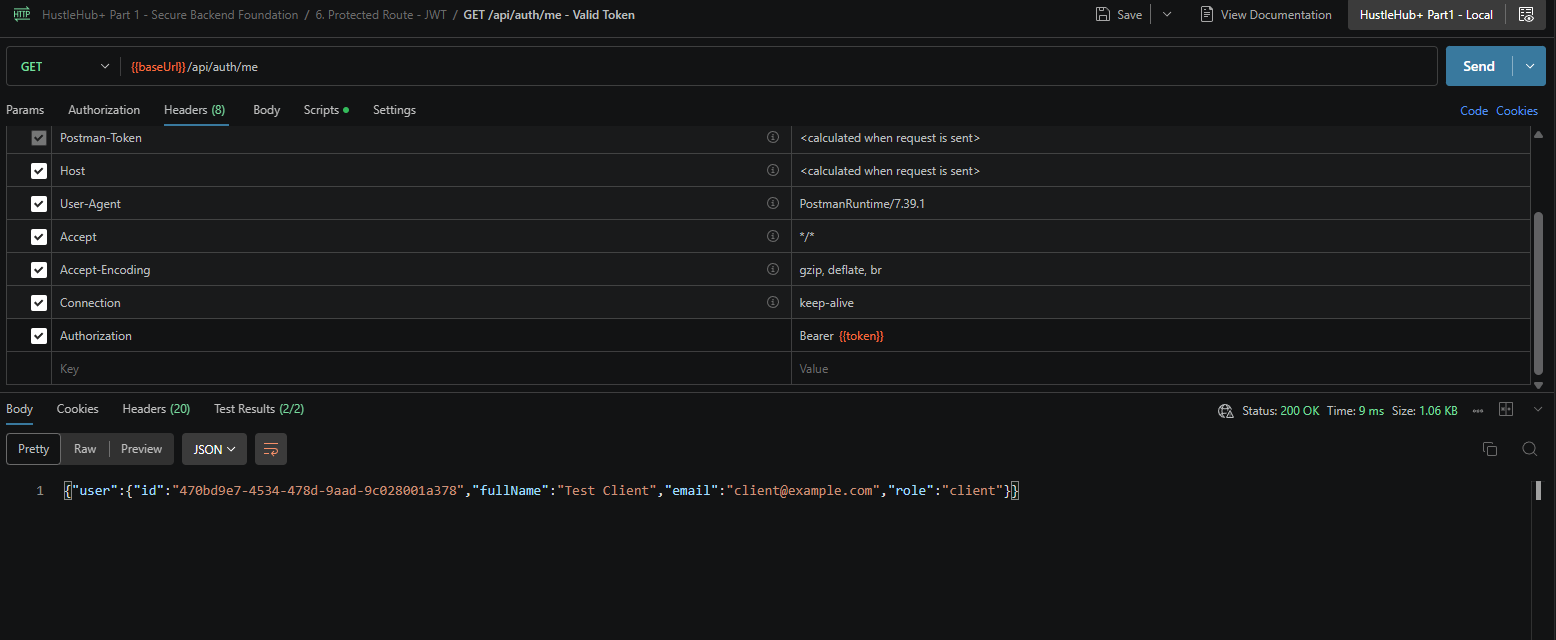 HTTP HustleHub+ Part 1 - Secure Backend Foundation / 6. Protected Route - JWT / GET /api/auth/me - Valid Token Save View Documentation HustleHub+ Part1 - Local
GET {{baseUrl}}/api/auth/me Send
Params Authorization Headers (8) Body Scripts Settings Code Cookies
Postman-Token <calculated when request is sent>
Host <calculated when request is sent>
User-Agent PostmanRuntime/7.39.1
Accept */*
Accept-Encoding gzip, deflate, br
Connection keep-alive
Authorization Bearer {{token}}
Key Value
Body Cookies Headers (20) Test Results (2/2) Status: 200 OK Time: 9 ms Size: 1.06 KB
Pretty Raw Preview JSON
1 {"user":{"id":"470bd9e7-4534-478d-9aad-9c028001a378","fullName":"Test Client","email":"client@example.com","role":"client"}}